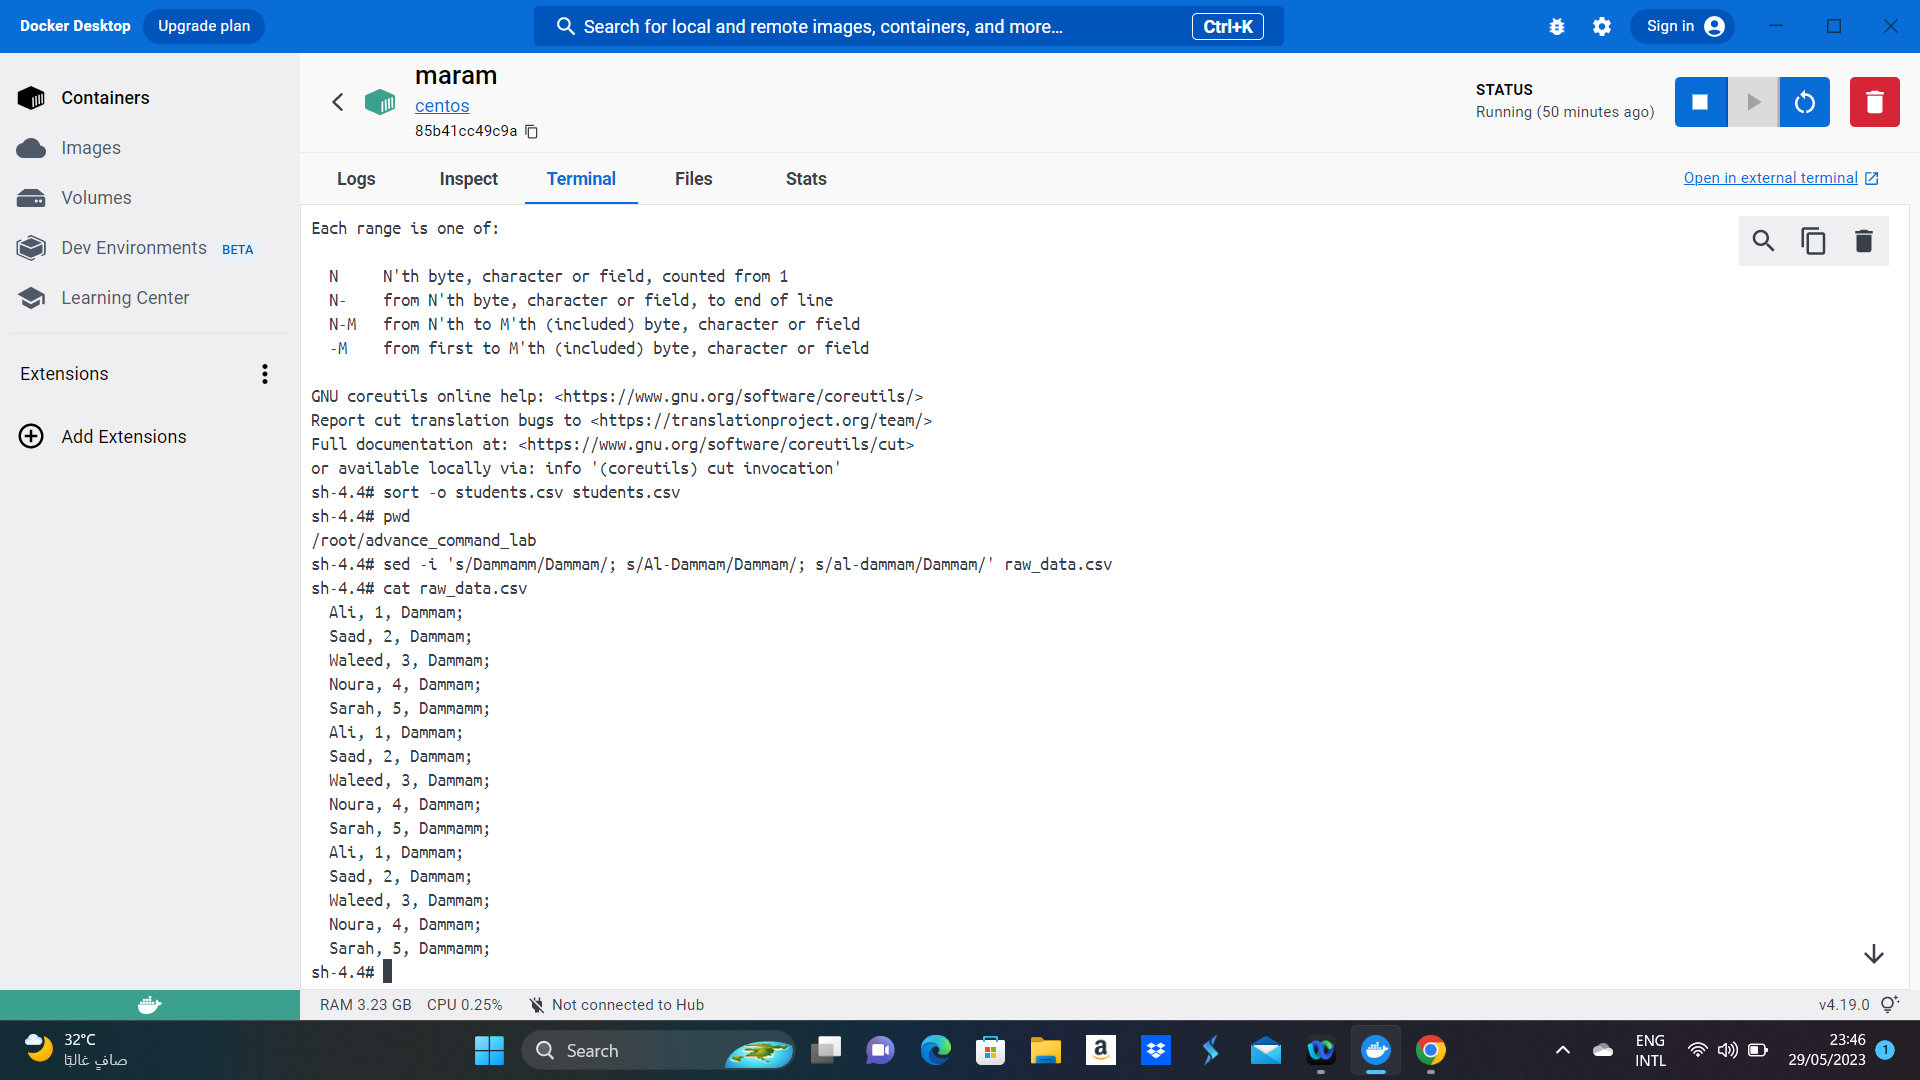 Docker Desktop
Upgrade plan
Search for local and remote images, containers, and more...
Ctrl+K
Sign in
Containers
Images
Volumes
Dev Environments BETA
Learning Center
Extensions
Add Extensions
maram
centos
85b41cc49c9a
STATUS
Running (50 minutes ago)
Logs
Inspect
Terminal
Files
Stats
Open in external terminal
Each range is one of:
N     N'th byte, character or field, counted from 1
N-    from N'th byte, character or field, to end of line
N-M   from N'th to M'th (included) byte, character or field
-M    from first to M'th (included) byte, character or field
GNU coreutils online help: <https://www.gnu.org/software/coreutils/>
Report cut translation bugs to <https://translationproject.org/team/>
Full documentation at: <https://www.gnu.org/software/coreutils/cut>
or available locally via: info '(coreutils) cut invocation'
sh-4.4# sort -o students.csv students.csv
sh-4.4# pwd
/root/advance_command_lab
sh-4.4# sed -i 's/Dammamm/Dammam/; s/Al-Dammam/Dammam/; s/al-dammam/Dammam/' raw_data.csv
sh-4.4# cat raw_data.csv
Ali, 1, Dammam;
Saad, 2, Dammam;
Waleed, 3, Dammam;
Noura, 4, Dammam;
Sarah, 5, Dammamm;
Ali, 1, Dammam;
Saad, 2, Dammam;
Waleed, 3, Dammam;
Noura, 4, Dammam;
Sarah, 5, Dammamm;
Ali, 1, Dammam;
Saad, 2, Dammam;
Waleed, 3, Dammam;
Noura, 4, Dammam;
Sarah, 5, Dammamm;
sh-4.4#
RAM 3.23 GB CPU 0.25% Not connected to Hub
v4.19.0
32°C
صافٍ غالبًا
Search
ENG
INTL
23:46
29/05/2023
1